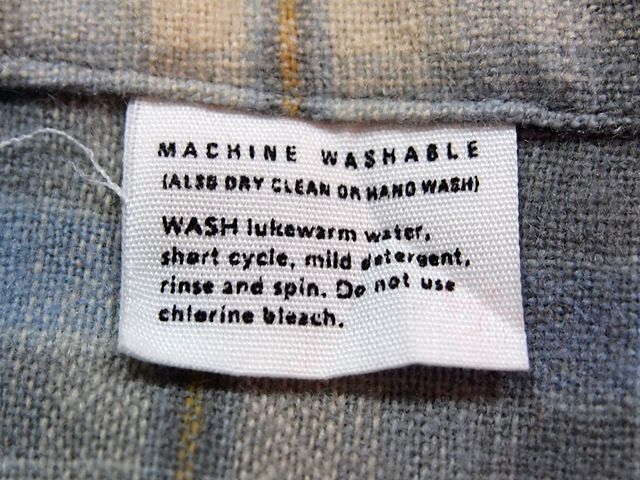 MACHINE WASHABLE
(ALSO DRY CLEAN OR HAND WASH)
WASH lukewarm water,
short cycle, mild detergent,
rinse and spin. Do not use
chlorine bleach.